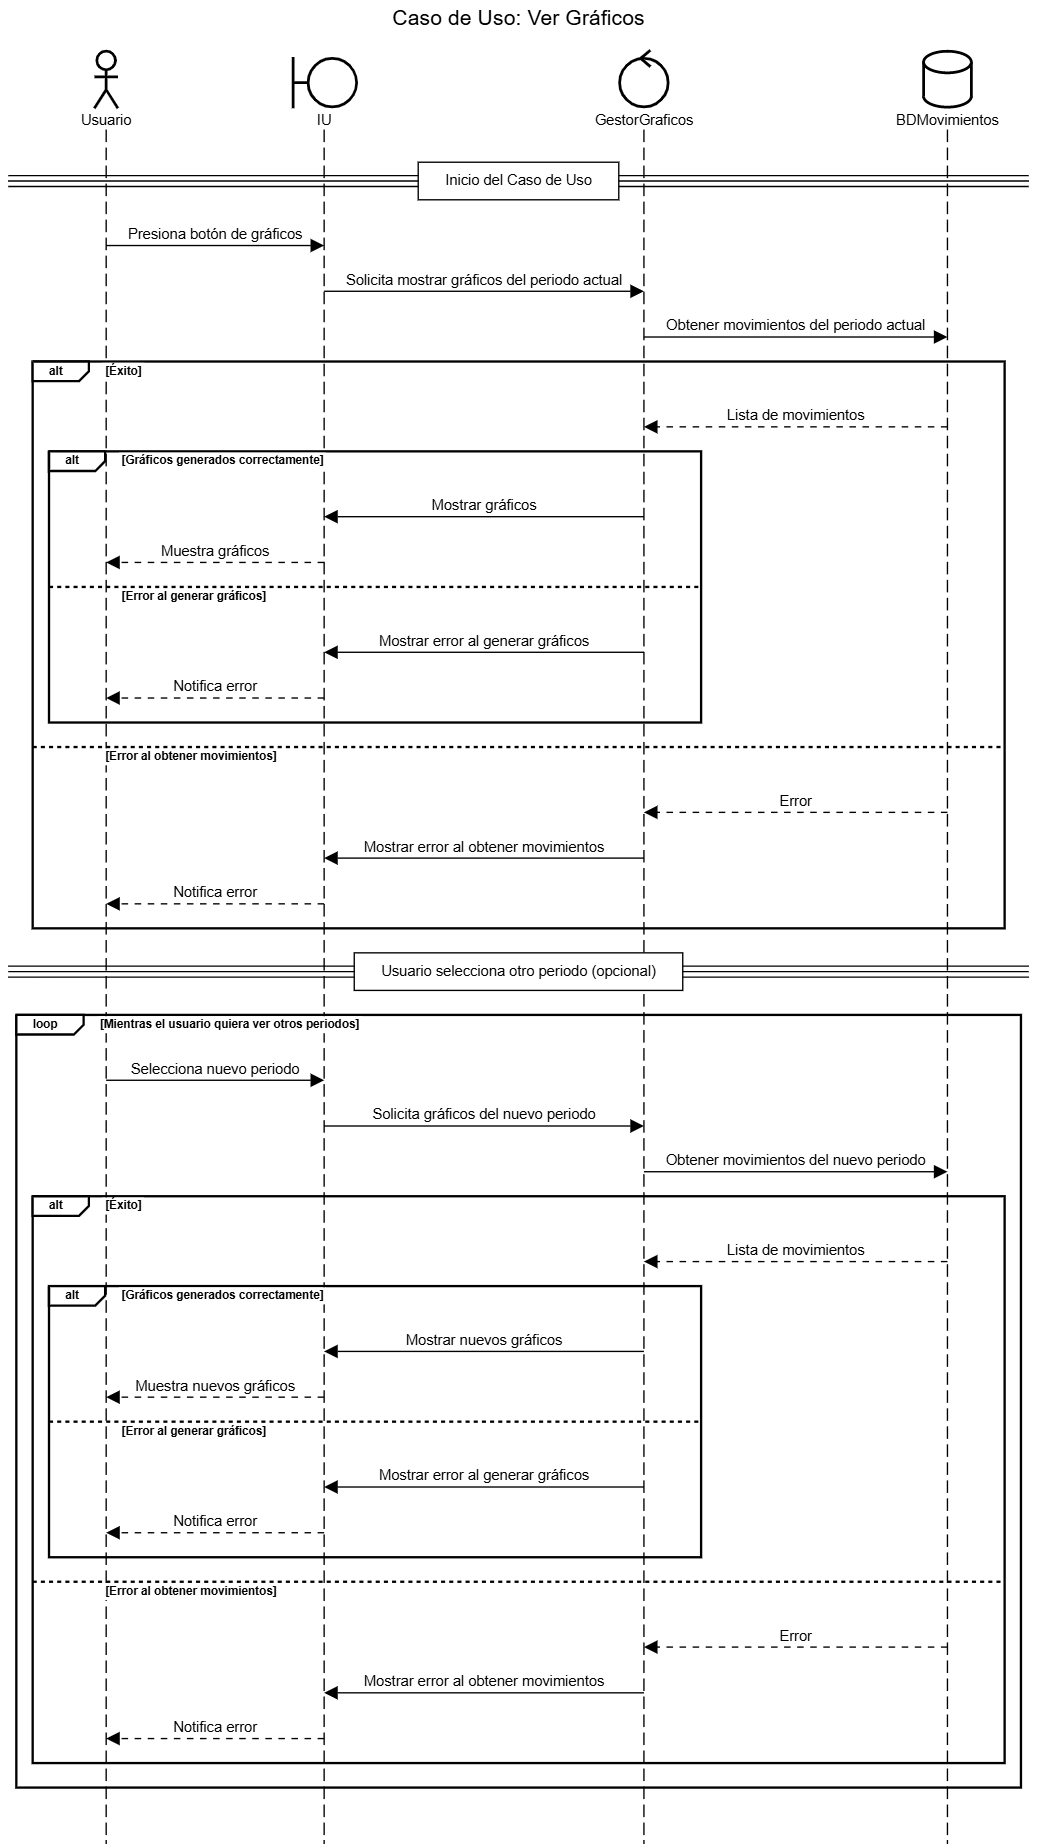 Caso de Uso: Ver Gráficos
Usuario
IU
GestorGraficos
BDMovimientos
Inicio del Caso de Uso
Presiona botón de gráficos
Solicita mostrar gráficos del periodo actual
Obtener movimientos del periodo actual
alt
[Éxito]
Lista de movimientos
alt
[Gráficos generados correctamente]
Mostrar gráficos
Muestra gráficos
[Error al generar gráficos]
Mostrar error al generar gráficos
Notifica error
[Error al obtener movimientos]
Error
Mostrar error al obtener movimientos
Notifica error
Usuario selecciona otro periodo (opcional)
loop
[Mientras el usuario quiera ver otros periodos]
Selecciona nuevo periodo
Solicita gráficos del nuevo periodo
Obtener movimientos del nuevo periodo
alt
[Éxito]
Lista de movimientos
alt
[Gráficos generados correctamente]
Mostrar nuevos gráficos
Muestra nuevos gráficos
[Error al generar gráficos]
Mostrar error al generar gráficos
Notifica error
[Error al obtener movimientos]
Error
Mostrar error al obtener movimientos
Notifica error